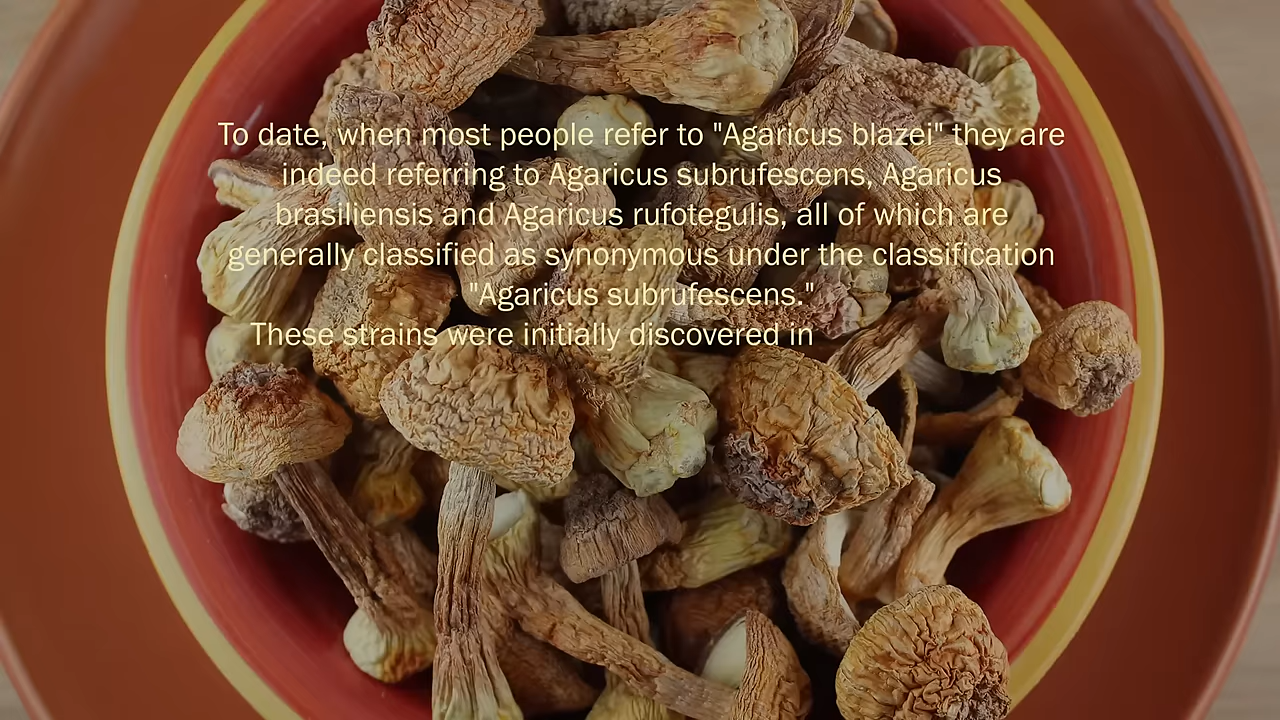 To date, when most people refer to "Agaricus blazei" they are
indeed referring to Agaricus subrufescens, Agaricus
brasiliensis and Agaricus rufotegulis, all of which are
generally classified as synonymous under the classification
"Agaricus subrufescens."
These strains were initially discovered in